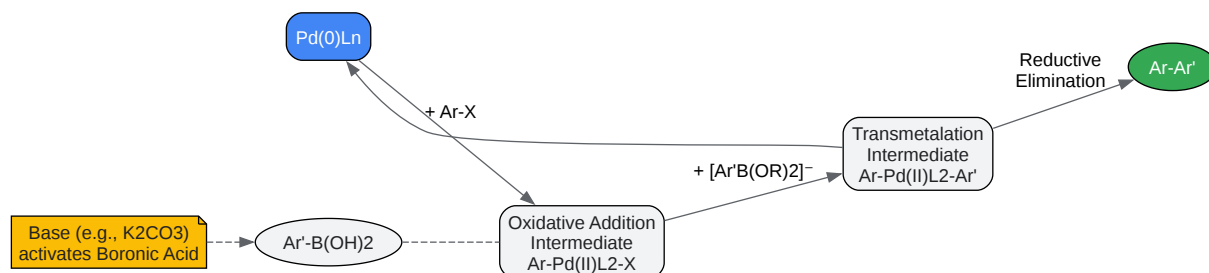 Pd(0)Ln
+ Ar-X
Reductive
Elimination
Ar-Ar'
Transmetalation
Intermediate
Ar-Pd(II)L2-Ar'
+ [Ar'B(OR)2]⁻
Base (e.g., K2CO3)
activates Boronic Acid
Ar'-B(OH)2
Oxidative Addition
Intermediate
Ar-Pd(II)L2-X